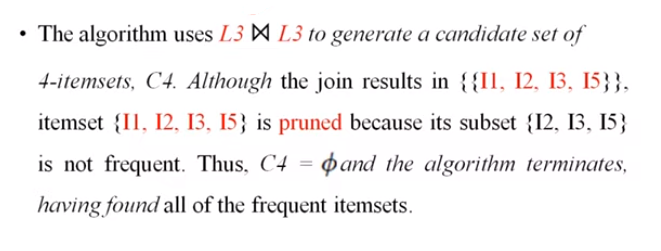 • The algorithm uses L3 ⋈ L3 to generate a candidate set of
4-itemsets, C4. Although the join results in {{I1, I2, I3, I5}},
itemset {I1, I2, I3, I5} is pruned because its subset {I2, I3, I5}
is not frequent. Thus, C4 = ϕ and the algorithm terminates,
having found all of the frequent itemsets.